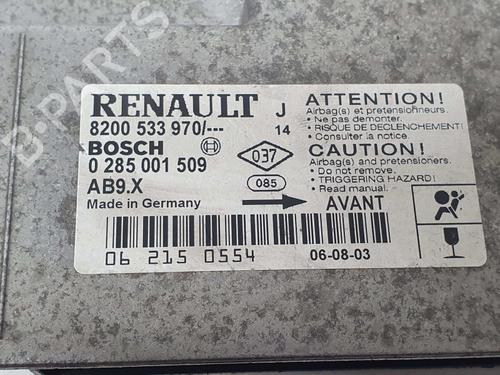 RENAULT J
8200 533 970/--- 14
BOSCH
0 285 001 509
AB9.X
Made in Germany
037
085
AVANT
ATTENTION!
Airbag(s) et pretensionneurs.
• Ne pas demonter.
• RISQUE DE DECLENCHEMENT!
• Consulter la notice.
CAUTION!
Airbag(s) and pretensioners.
• Do not remove.
• TRIGGERING HAZARD!
• Read manual.
06 215 0554
06-08-03
B-PARTS